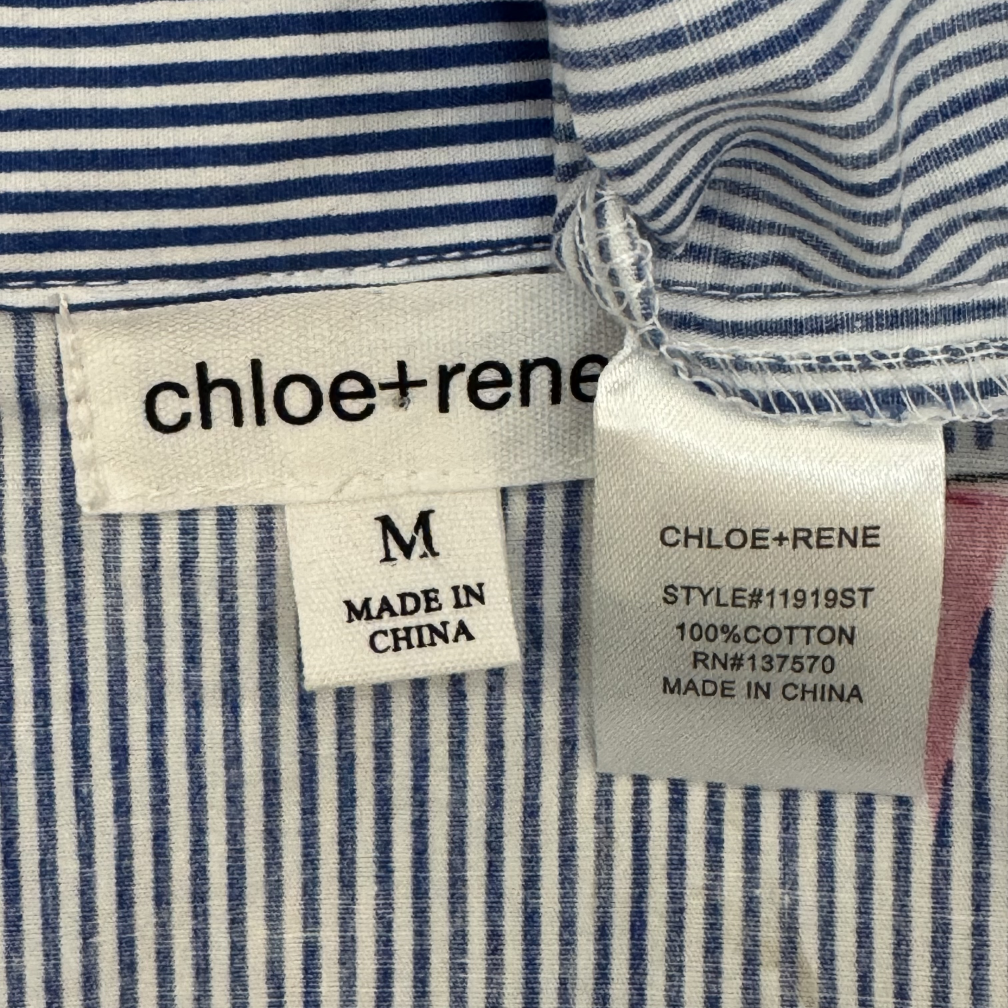 chloe+rene
M
MADE IN
CHINA
CHLOE+RENE
STYLE#11919ST
100%COTTON
RN#137570
MADE IN CHINA